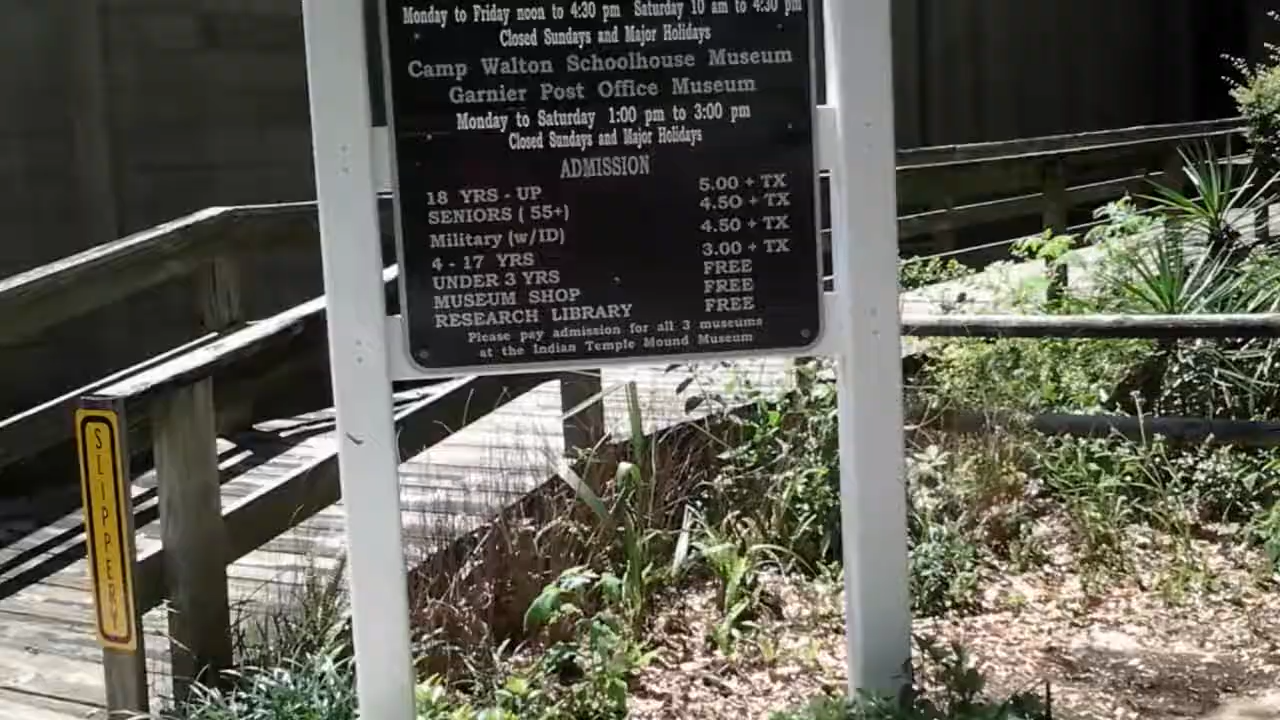 Monday to Friday noon to 4:30 pm Saturday 10 am to 4:30 pm
Closed Sundays and Major Holidays
Camp Walton Schoolhouse Museum
Garnier Post Office Museum
Monday to Saturday 1:00 pm to 3:00 pm
Closed Sundays and Major Holidays
ADMISSION
18 YRS - UP 5.00 + TX
SENIORS ( 55+) 4.50 + TX
Military (w/ID) 4.50 + TX
4 - 17 YRS 3.00 + TX
UNDER 3 YRS FREE
MUSEUM SHOP FREE
RESEARCH LIBRARY FREE
Please pay admission for all 3 museums
at the Indian Temple Mound Museum
SLIPPERY